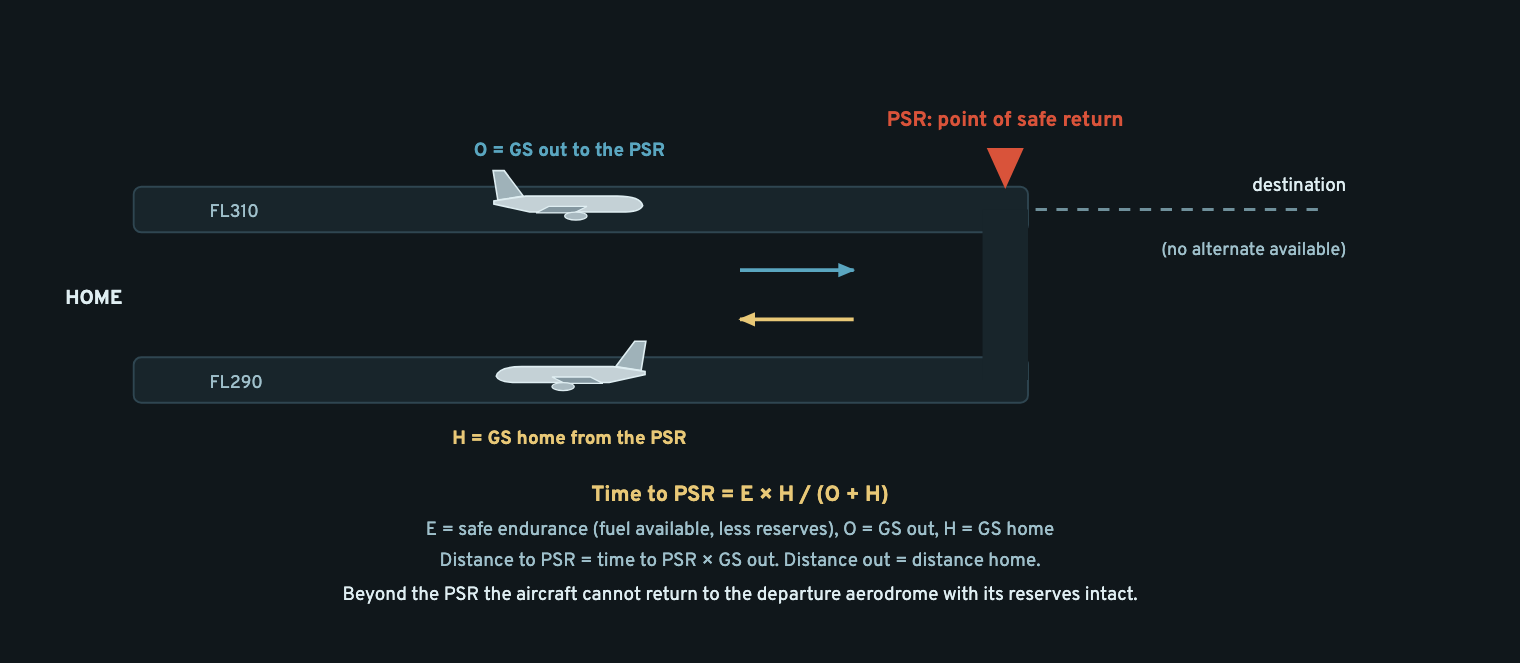 PSR: point of safe return
O = GS out to the PSR
destination
FL310
(no alternate available)
HOME
FL290
H = GS home from the PSR
Time to PSR = E × H / (O + H)
E = safe endurance (fuel available, less reserves), O = GS out, H = GS home
Distance to PSR = time to PSR × GS out. Distance out = distance home.
Beyond the PSR the aircraft cannot return to the departure aerodrome with its reserves intact.